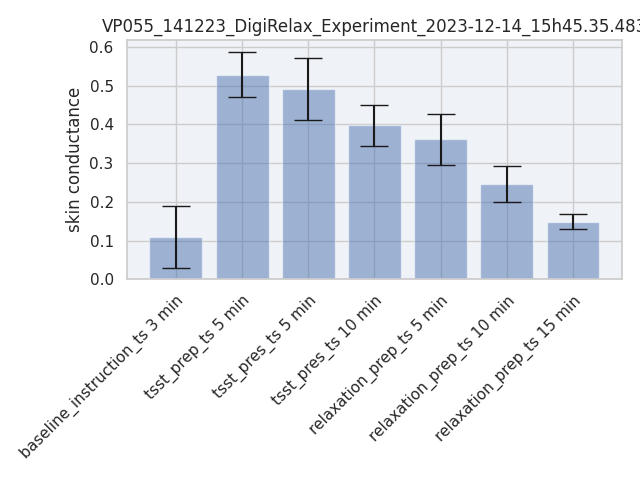 VP055_141223_DigiRelax_Experiment_2023-12-14_15h45.35.483
0.6
0.5
0.4
0.3
0.2
0.1
0.0
skin conductance
baseline_instruction_ts 3 min
tsst_prep_ts 5 min
tsst_pres_ts 5 min
tsst_pres_ts 10 min
relaxation_prep_ts 5 min
relaxation_prep_ts 10 min
relaxation_prep_ts 15 min